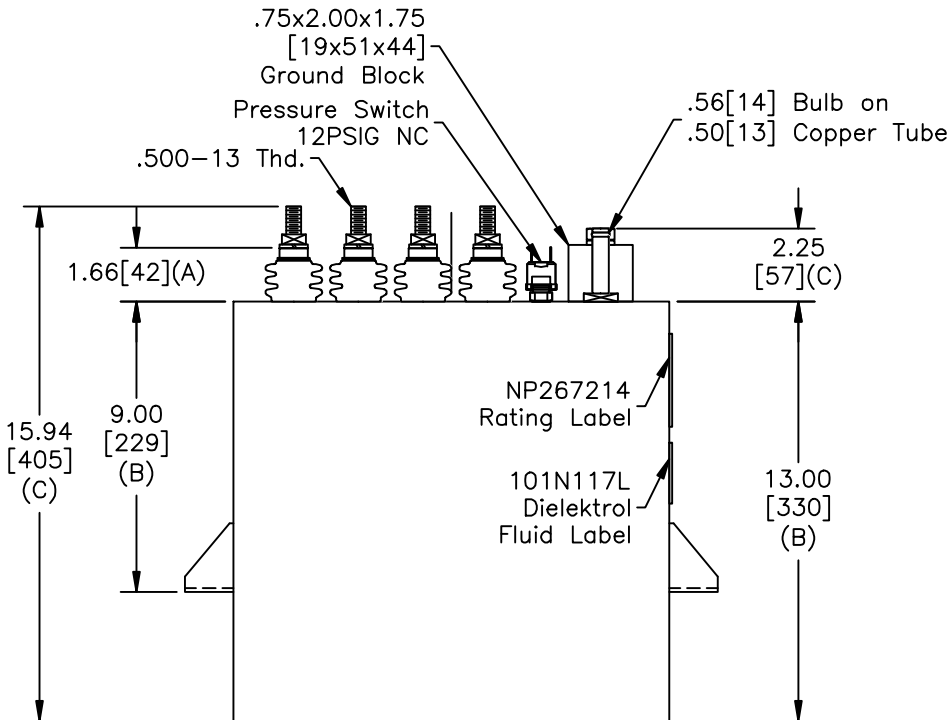 .75x2.00x1.75
[19x51x44]
Ground Block
Pressure Switch
12PSIG NC
.500-13 Thd.
.56[14] Bulb on
.50[13] Copper Tube
1.66[42](A)
2.25
[57](C)
15.94
[405]
(C)
9.00
[229]
(B)
NP267214
Rating Label
101N117L
Dielektrol
Fluid Label
13.00
[330]
(B)